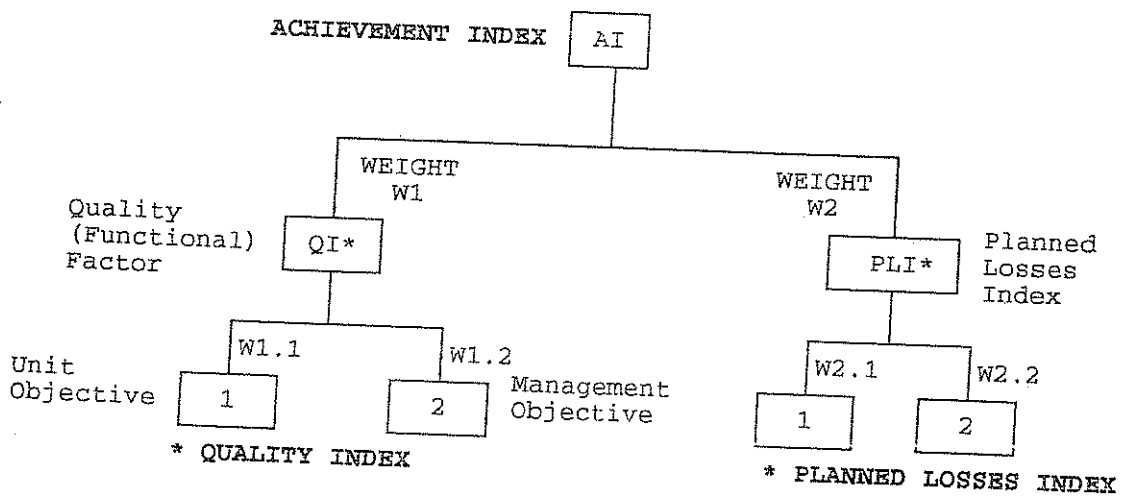 ACHIEVEMENT INDEX
AI
WEIGHT
W1
WEIGHT
W2
Quality
(Functional)
Factor
QI*
PLI*
Planned
Losses
Index
W1.1
W1.2
W2.1
W2.2
Unit
Objective
1
2
Management
Objective
1
2
* QUALITY INDEX
* PLANNED LOSSES INDEX